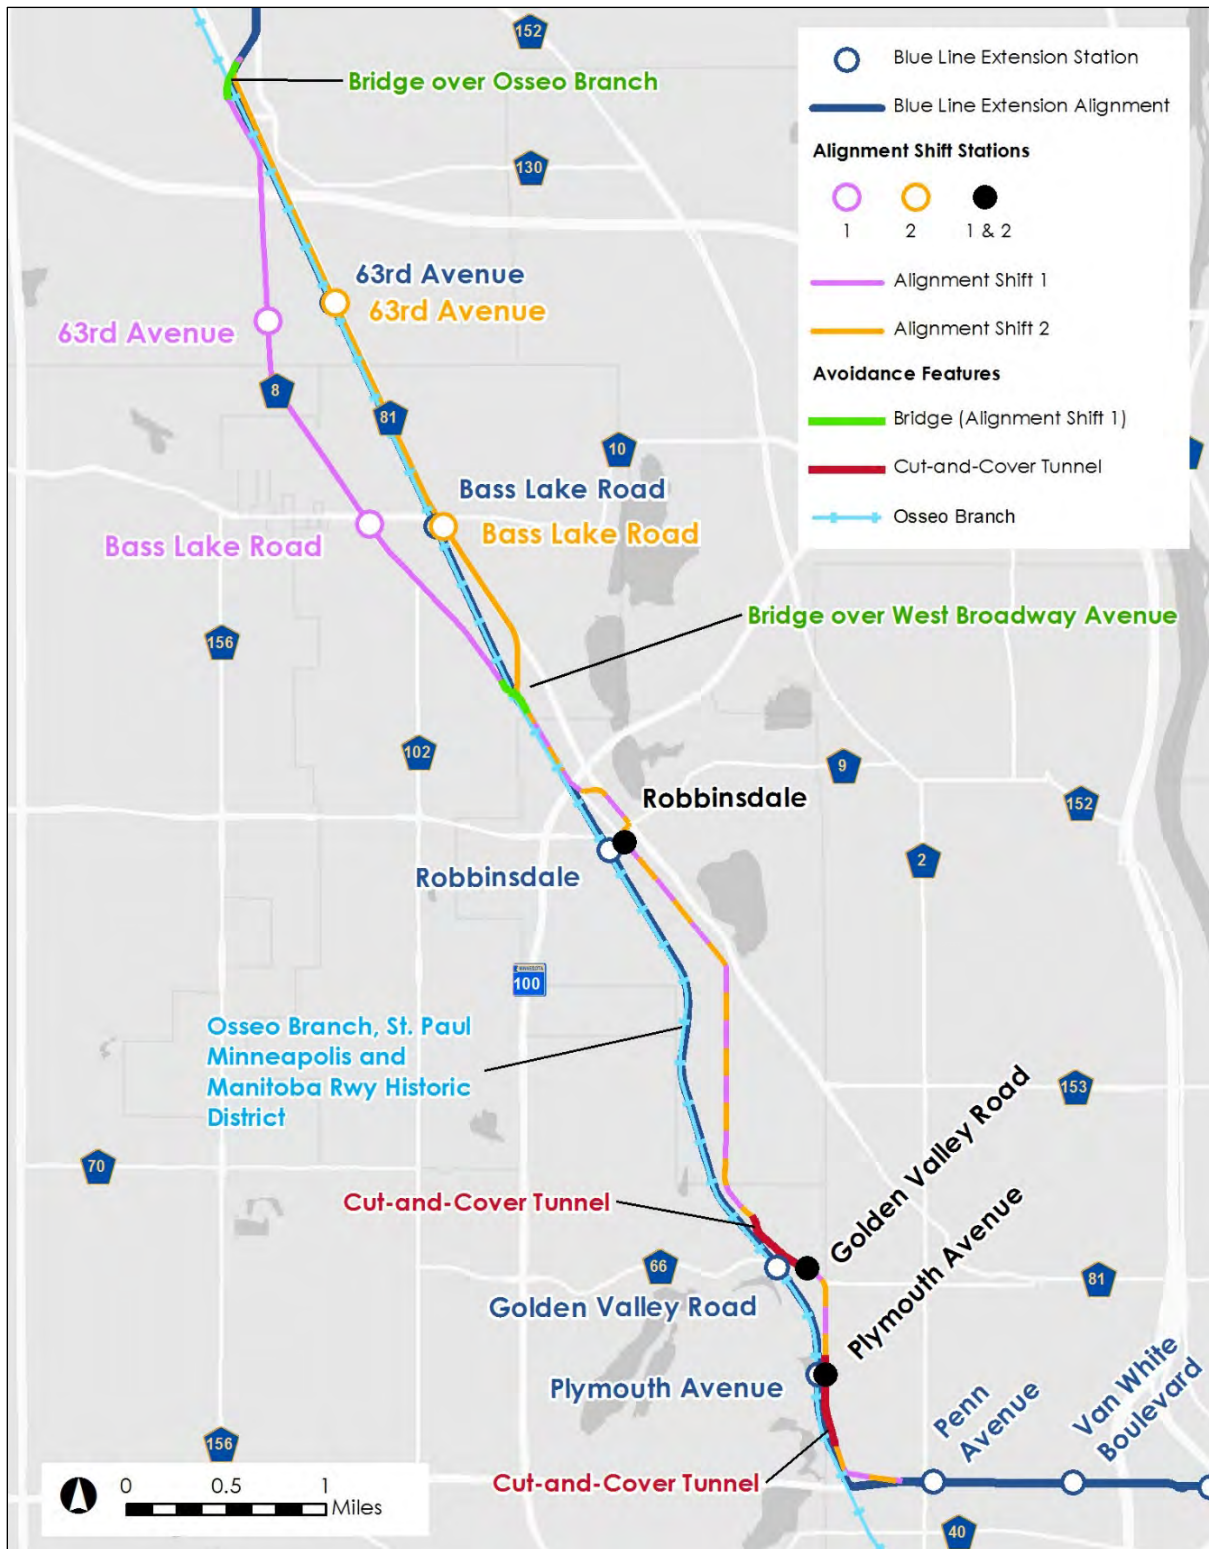 152
Bridge over Osseo Branch
130
63rd Avenue
63rd Avenue
63rd Avenue
8
81
10
Bass Lake Road
Bass Lake Road
Bass Lake Road
Bridge over West Broadway Avenue
156
102
9
152
Robbinsdale
2
Robbinsdale
MINNESOTA
100
Osseo Branch, St. Paul
Minneapolis and
Manitoba Rwy Historic
District
153
70
Cut-and-Cover Tunnel
Golden Valley Road
66
81
Golden Valley Road
Plymouth Avenue
Plymouth Avenue
Penn
Avenue
Van White
Boulevard
156
Cut-and-Cover Tunnel
40
0 0.5 1
Miles
Blue Line Extension Station
Blue Line Extension Alignment
Alignment Shift Stations
1 2 1 & 2
Alignment Shift 1
Alignment Shift 2
Avoidance Features
Bridge (Alignment Shift 1)
Cut-and-Cover Tunnel
Osseo Branch